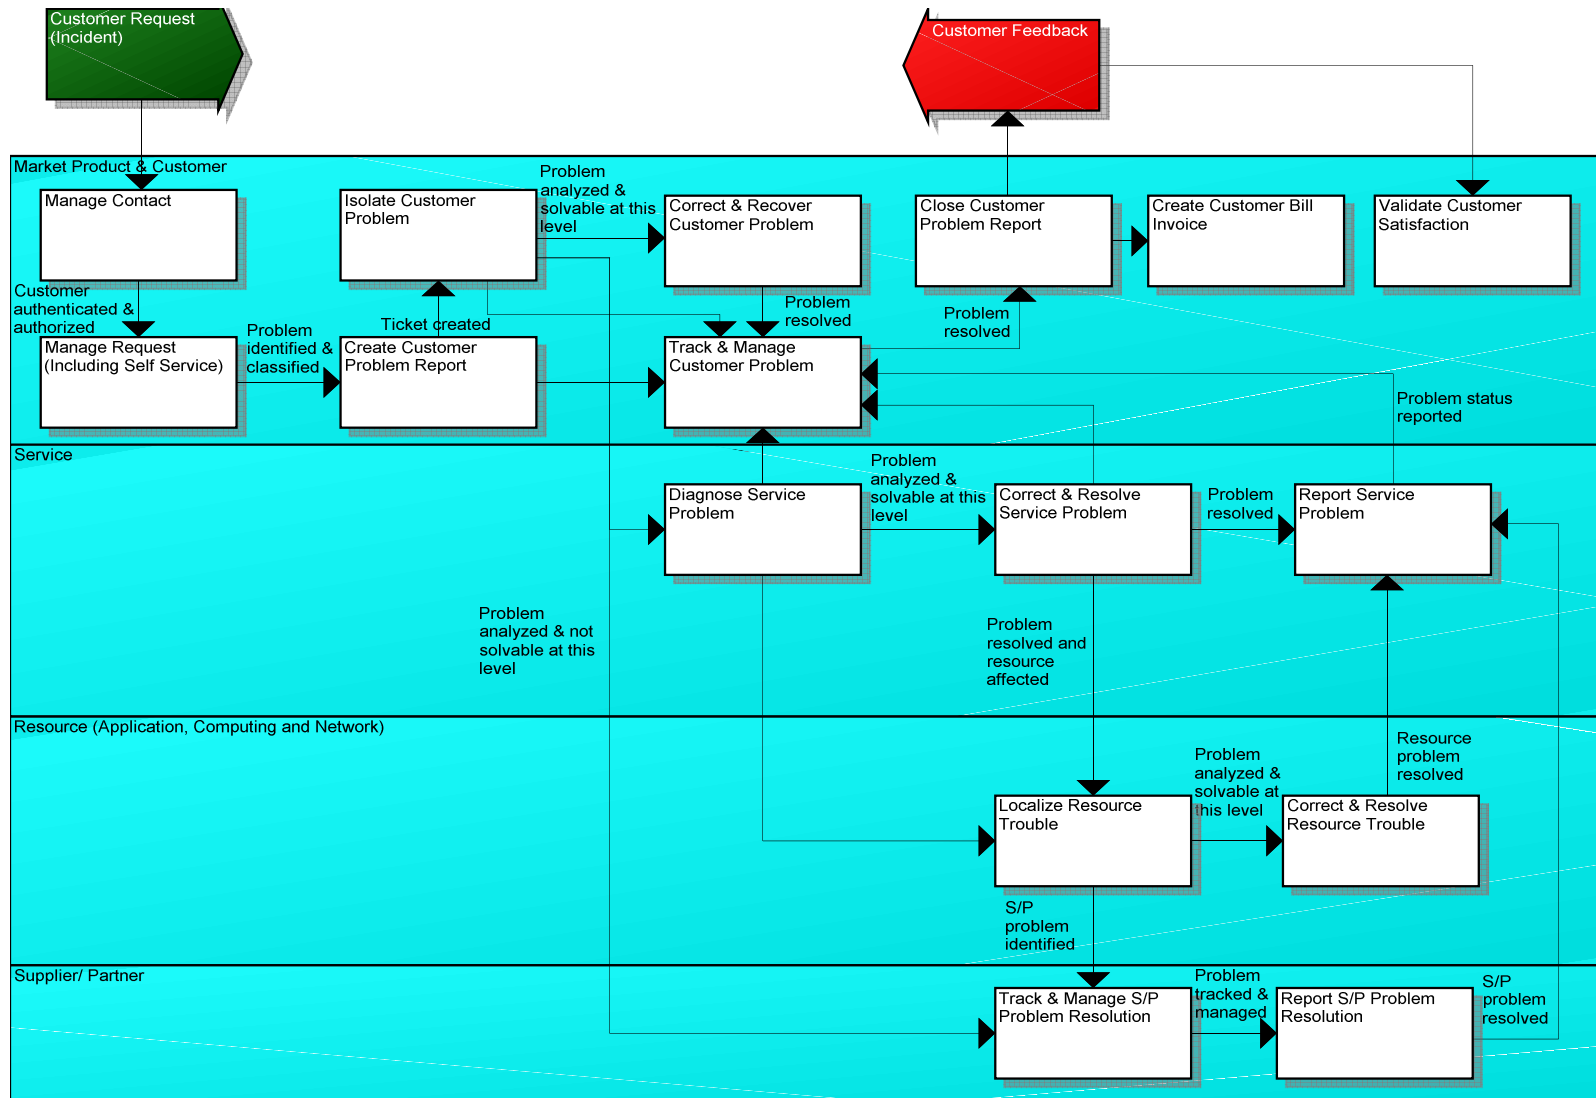 Customer Request
(Incident)
Customer Feedback
Market Product & Customer
Manage Contact
Isolate Customer
Problem
Problem
analyzed &
solvable at this
level
Correct & Recover
Customer Problem
Close Customer
Problem Report
Create Customer Bill
Invoice
Validate Customer
Satisfaction
Customer
authenticated &
authorized
Problem
identified &
classified
Ticket created
Problem
resolved
Problem
resolved
Manage Request
(Including Self Service)
Create Customer
Problem Report
Track & Manage
Customer Problem
Problem status
reported
Service
Diagnose Service
Problem
Problem
analyzed &
solvable at this
level
Correct & Resolve
Service Problem
Problem
resolved
Report Service
Problem
Problem
analyzed & not
solvable at this
level
Problem
resolved and
resource
affected
Resource (Application, Computing and Network)
Resource
problem
resolved
Localize Resource
Trouble
Problem
analyzed &
solvable at
this level
Correct & Resolve
Resource Trouble
S/P
problem
identified
Supplier/ Partner
Track & Manage S/P
Problem Resolution
Problem
tracked &
managed
Report S/P Problem
Resolution
S/P
problem
resolved